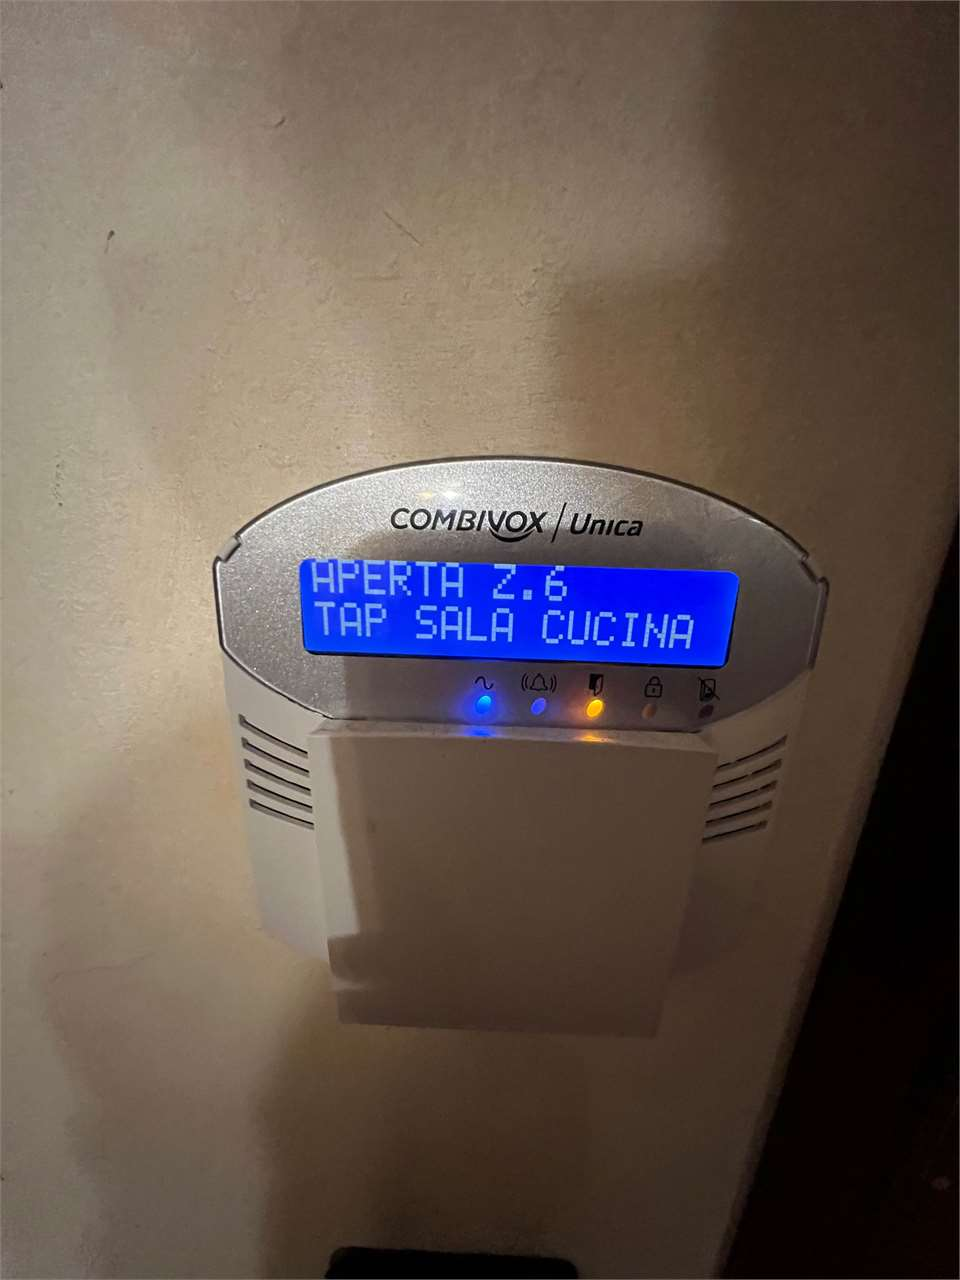 COMBIVOX / Unica
APERTA Z.6
TAP SALA CUCINA